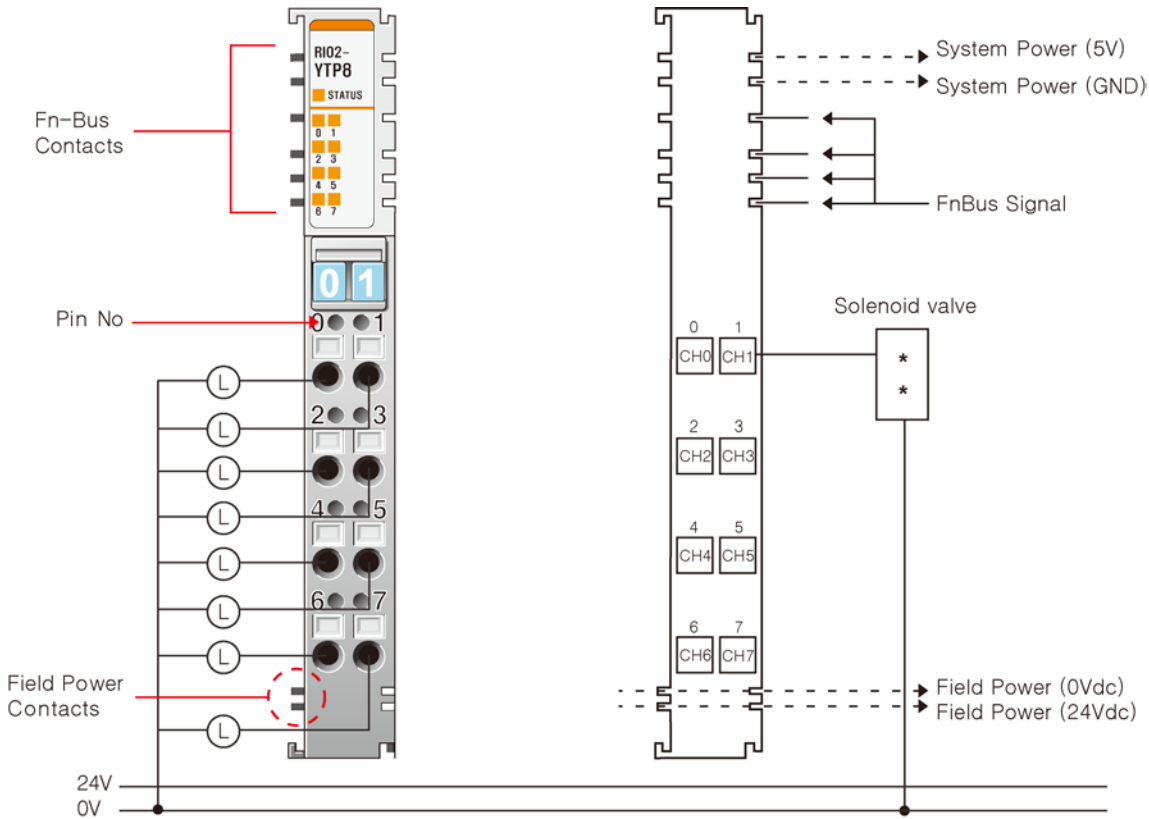 RIO2-
YTP8
STATUS
0 1
2 3
4 5
6 7
Fn-Bus
Contacts
01
Pin No
0 1
2 3
4 5
6 7
L
L
L
L
L
L
L
L
Field Power
Contacts
24V
0V
System Power (5V)
System Power (GND)
FnBus Signal
Solenoid valve
*
*
0 1
CH0 CH1
2 3
CH2 CH3
4 5
CH4 CH5
6 7
CH6 CH7
Field Power (0Vdc)
Field Power (24Vdc)